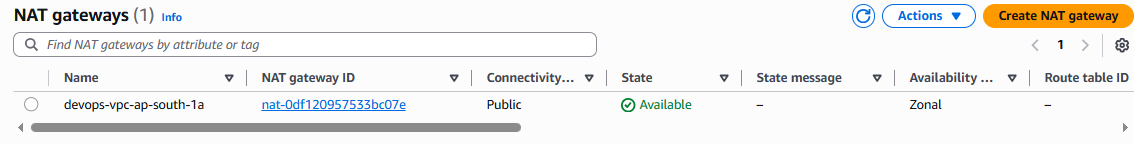 NAT gateways (1) Info
Actions
Create NAT gateway
Find NAT gateways by attribute or tag
1
Name NAT gateway ID Connectivity... State State message Availability ... Route table ID
devops-vpc-ap-south-1a nat-0df120957533bc07e Public Available – Zonal –